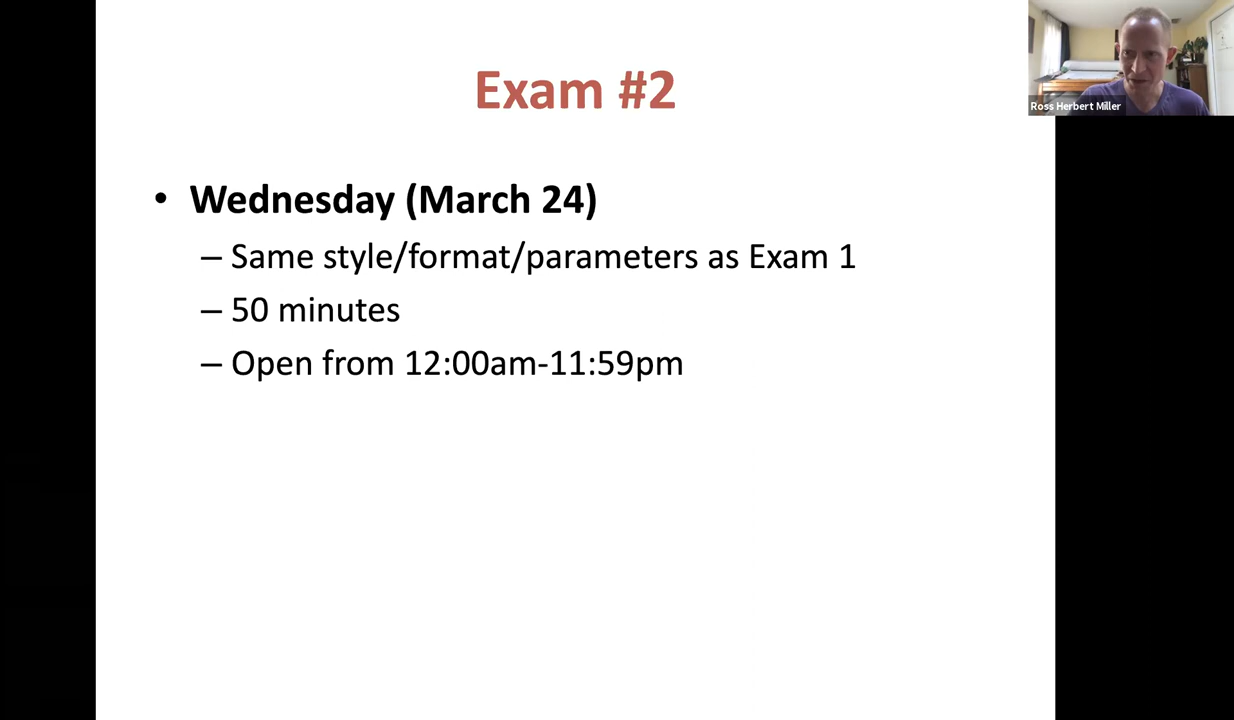 Exam #2
Ross Herbert Miller
• Wednesday (March 24)
– Same style/format/parameters as Exam 1
– 50 minutes
– Open from 12:00am-11:59pm